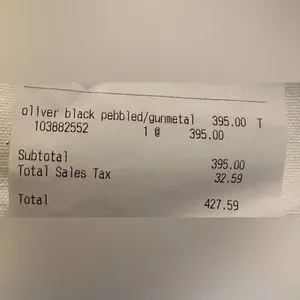 oliver black pebbled/gunmetal 395.00 T
103882552 1 @ 395.00
Subtotal 395.00
Total Sales Tax 32.59
Total 427.59